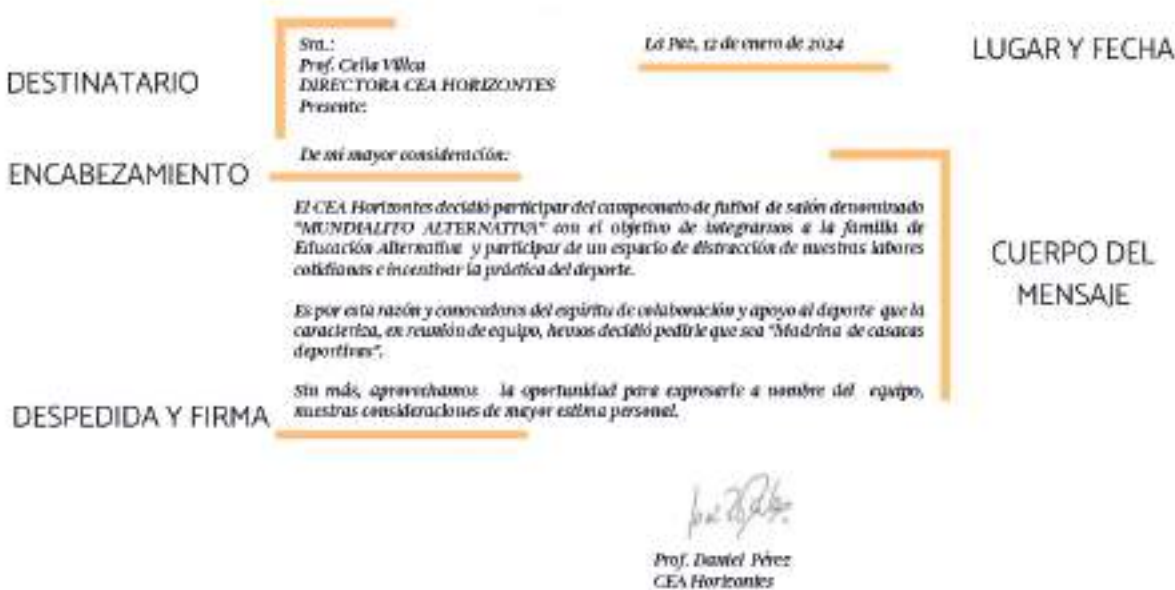 LUGAR Y FECHA
La Paz, 12 de enero de 2024
DESTINATARIO
Sra.:
Prof. Celia Villca
DIRECTORA CEA HORIZONTES
Presente:
ENCABEZAMIENTO
De mi mayor consideración:
CUERPO DEL
MENSAJE
El CEA Horizontes decidió participar del campeonato de futbol de salón denominado
"MUNDIALITO ALTERNATIVA" con el objetivo de integrarnos a la familia de
Educación Alternativa y participar de un espacio de distracción de nuestras labores
cotidianas e incentivar la práctica del deporte.
Es por esta razón y conocedores del espíritu de colaboración y apoyo al deporte que la
caracteriza, en reunión de equipo, hemos decidió pedirle que sea "Madrina de casacas
deportivas".
DESPEDIDA Y FIRMA
Sin más, aprovechamos la oportunidad para expresarle a nombre del equipo,
nuestras consideraciones de mayor estima personal.
Prof. Daniel Pérez
CEA Horizontes